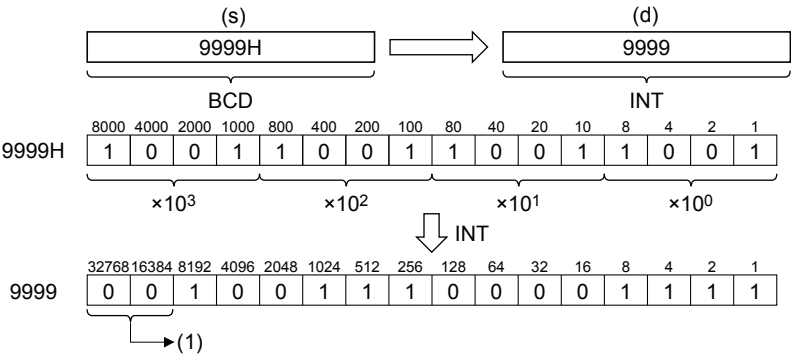 (s) (d)
9999H 9999
BCD INT
8000 4000 2000 1000 800 400 200 100 80 40 20 10 8 4 2 1
9999H 1 0 0 1 1 0 0 1 1 0 0 1 1 0 0 1
×10³ ×10² ×10¹ ×10⁰
INT
32768 16384 8192 4096 2048 1024 512 256 128 64 32 16 8 4 2 1
9999 0 0 1 0 0 1 1 1 0 0 0 0 1 1 1 1
(1)